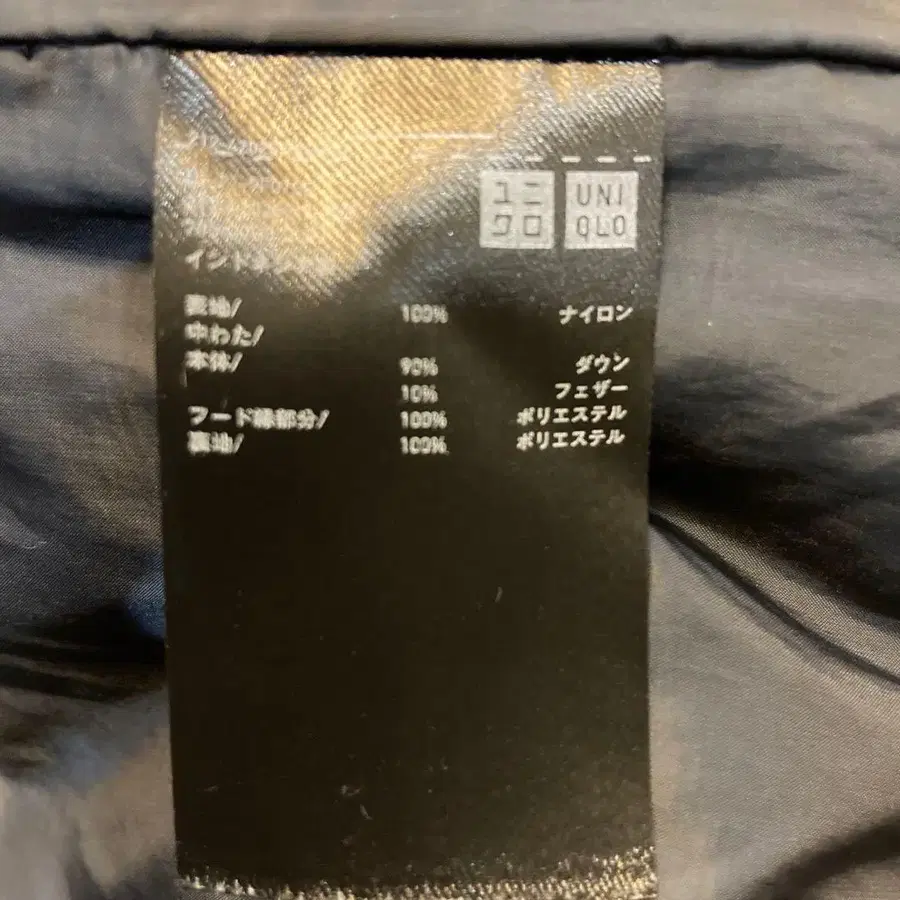 ユニ
クロ
UNI
QLO
表地/ 100% ナイロン
中わた/
本体/ 90% ダウン
10% フェザー
フード縁部分/ 100% ポリエステル
裏地/ 100% ポリエステル